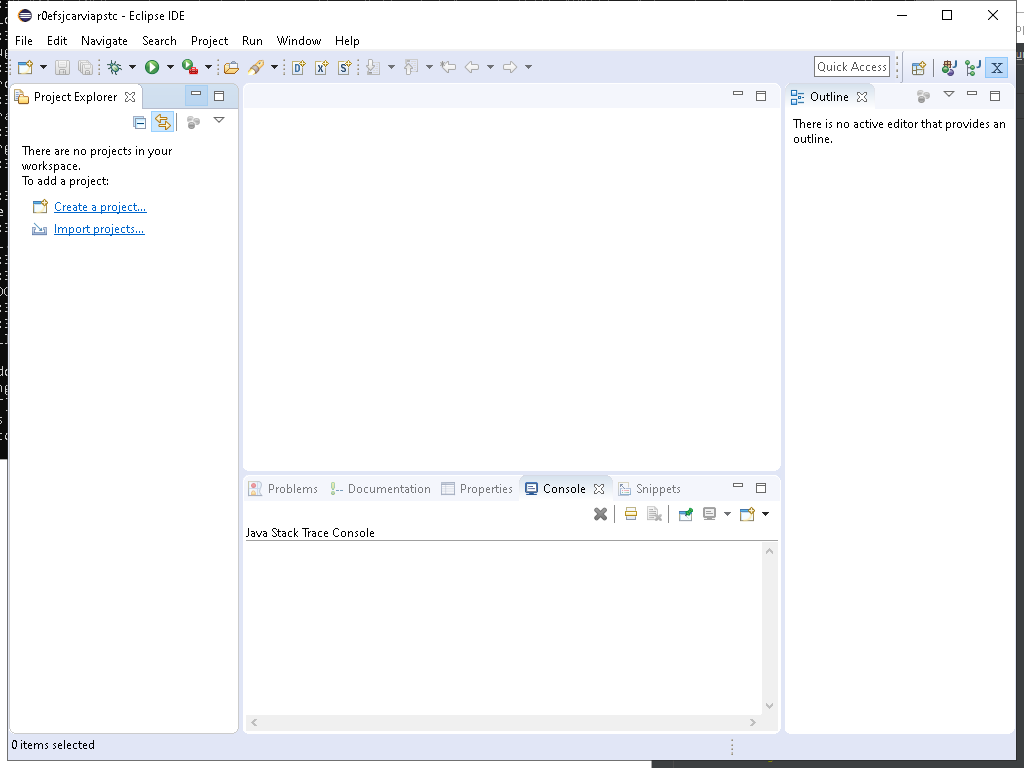 r0efsjcarviapstc - Eclipse IDE
File Edit Navigate Search Project Run Window Help
Quick Access
Project Explorer
Outline
There are no projects in your
workspace.
To add a project:
Create a project...
Import projects...
There is no active editor that provides an
outline.
Problems Documentation Properties Console Snippets
Java Stack Trace Console
0 items selected